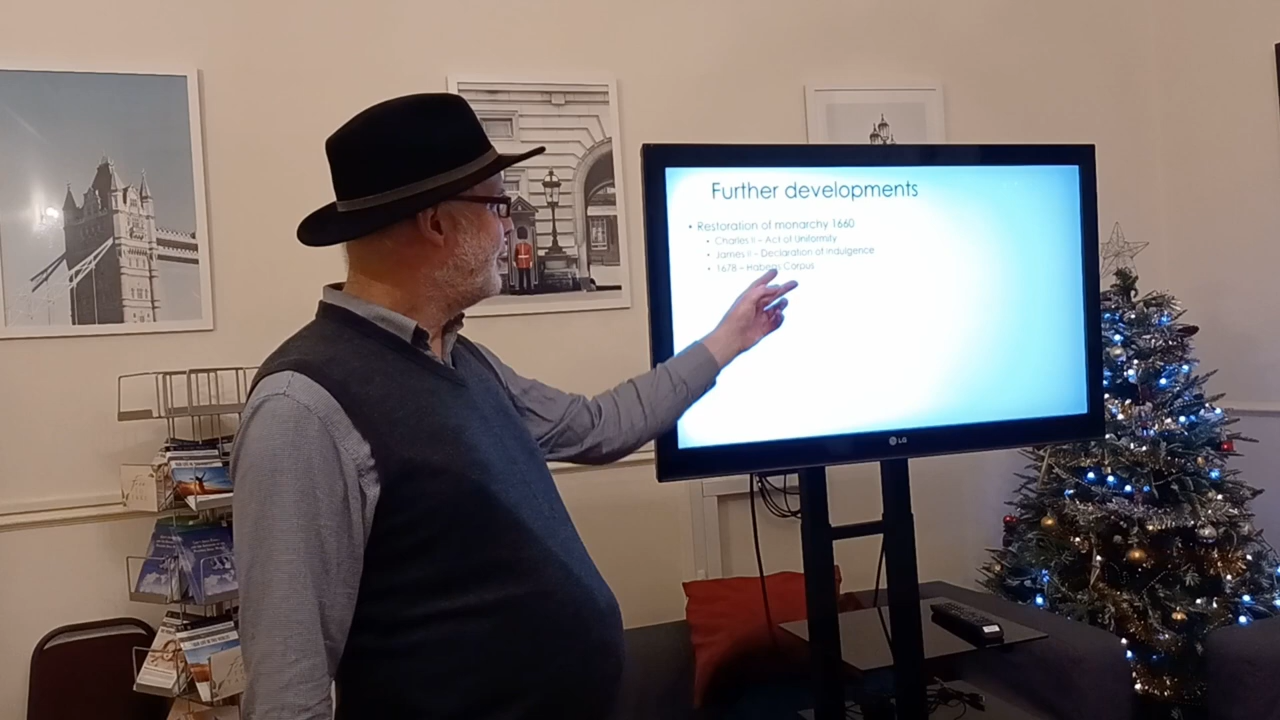 Further developments
• Restoration of monarchy 1660
• Charles II – Act of Uniformity
• James II – Declaration of Indulgence
• 1678 – Habeas Corpus
LG